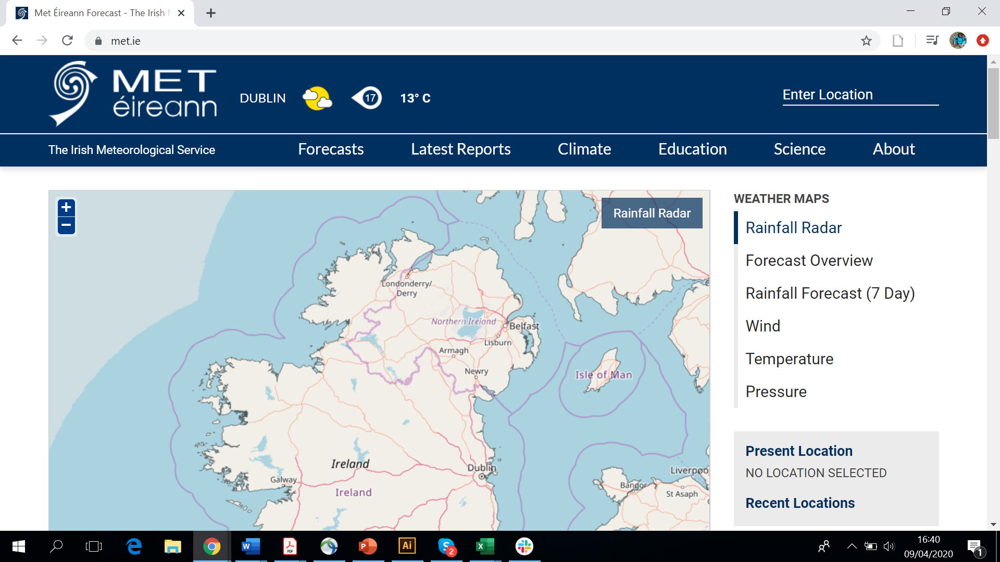 Met Éireann Forecast - The Irish
met.ie
MET
éireann
DUBLIN
17
13° C
Enter Location
The Irish Meteorological Service
Forecasts
Latest Reports
Climate
Education
Science
About
+
−
Rainfall Radar
Londonderry/
Derry
Northern Ireland
Belfast
Lisburn
Armagh
Newry
Isle of Man
Ireland
Dublin
Galway
Ireland
Liverpoo
Bangor
St Asaph
WEATHER MAPS
Rainfall Radar
Forecast Overview
Rainfall Forecast (7 Day)
Wind
Temperature
Pressure
Present Location
NO LOCATION SELECTED
Recent Locations
W
PDF
P
Ai
S
2
X
16:40
09/04/2020
1